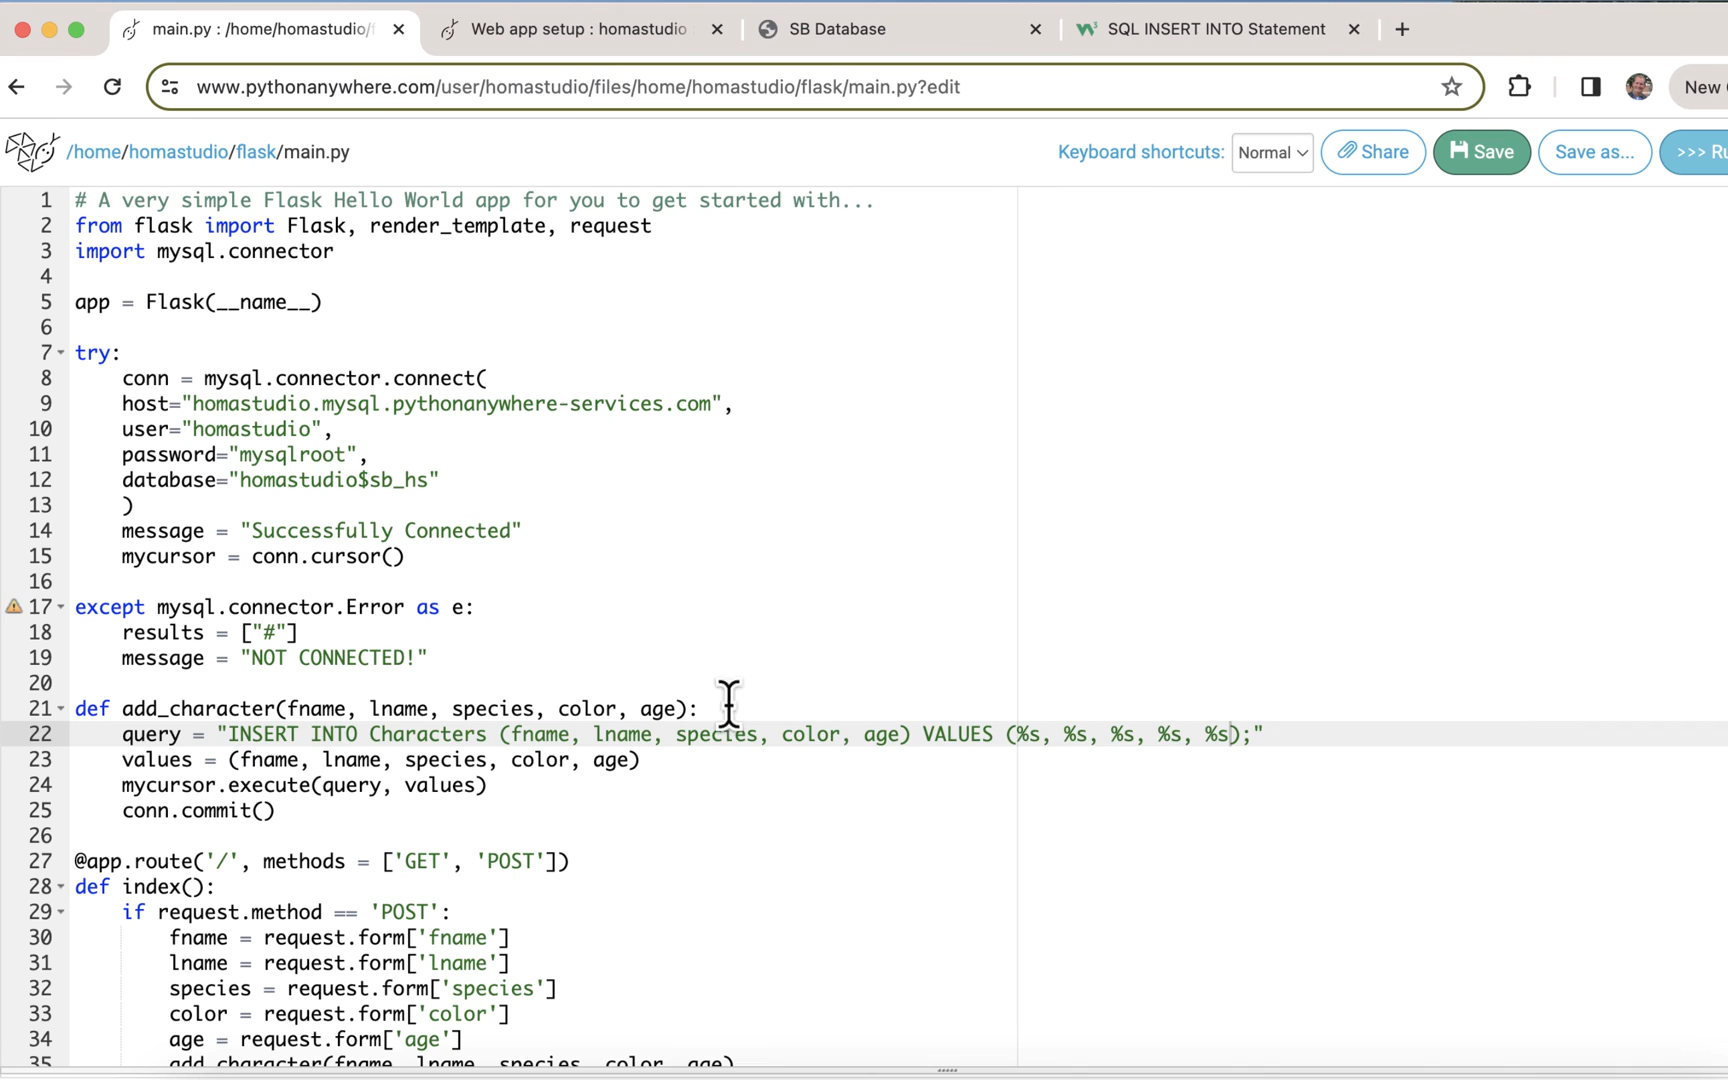 main.py : /home/homastudio/f
Web app setup : homastudio
SB Database
SQL INSERT INTO Statement
www.pythonanywhere.com/user/homastudio/files/home/homastudio/flask/main.py?edit
New
/home/homastudio/flask/main.py
Keyboard shortcuts: Normal Share Save Save as... >>> Ru
1 # A very simple Flask Hello World app for you to get started with...
2 from flask import Flask, render_template, request
3 import mysql.connector
4
5 app = Flask(__name__)
6
7 try:
8 conn = mysql.connector.connect(
9 host="homastudio.mysql.pythonanywhere-services.com",
10 user="homastudio",
11 password="mysqlroot",
12 database="homastudio$sb_hs"
13 )
14 message = "Successfully Connected"
15 mycursor = conn.cursor()
16
17 except mysql.connector.Error as e:
18 results = ["#"]
19 message = "NOT CONNECTED!"
20
21 def add_character(fname, lname, species, color, age):
22 query = "INSERT INTO Characters (fname, lname, species, color, age) VALUES (%s, %s, %s, %s, %s);"
23 values = (fname, lname, species, color, age)
24 mycursor.execute(query, values)
25 conn.commit()
26
27 @app.route('/', methods = ['GET', 'POST'])
28 def index():
29 if request.method == 'POST':
30 fname = request.form['fname']
31 lname = request.form['lname']
32 species = request.form['species']
33 color = request.form['color']
34 age = request.form['age']
35 add_character(fname, lname, species, color, age)